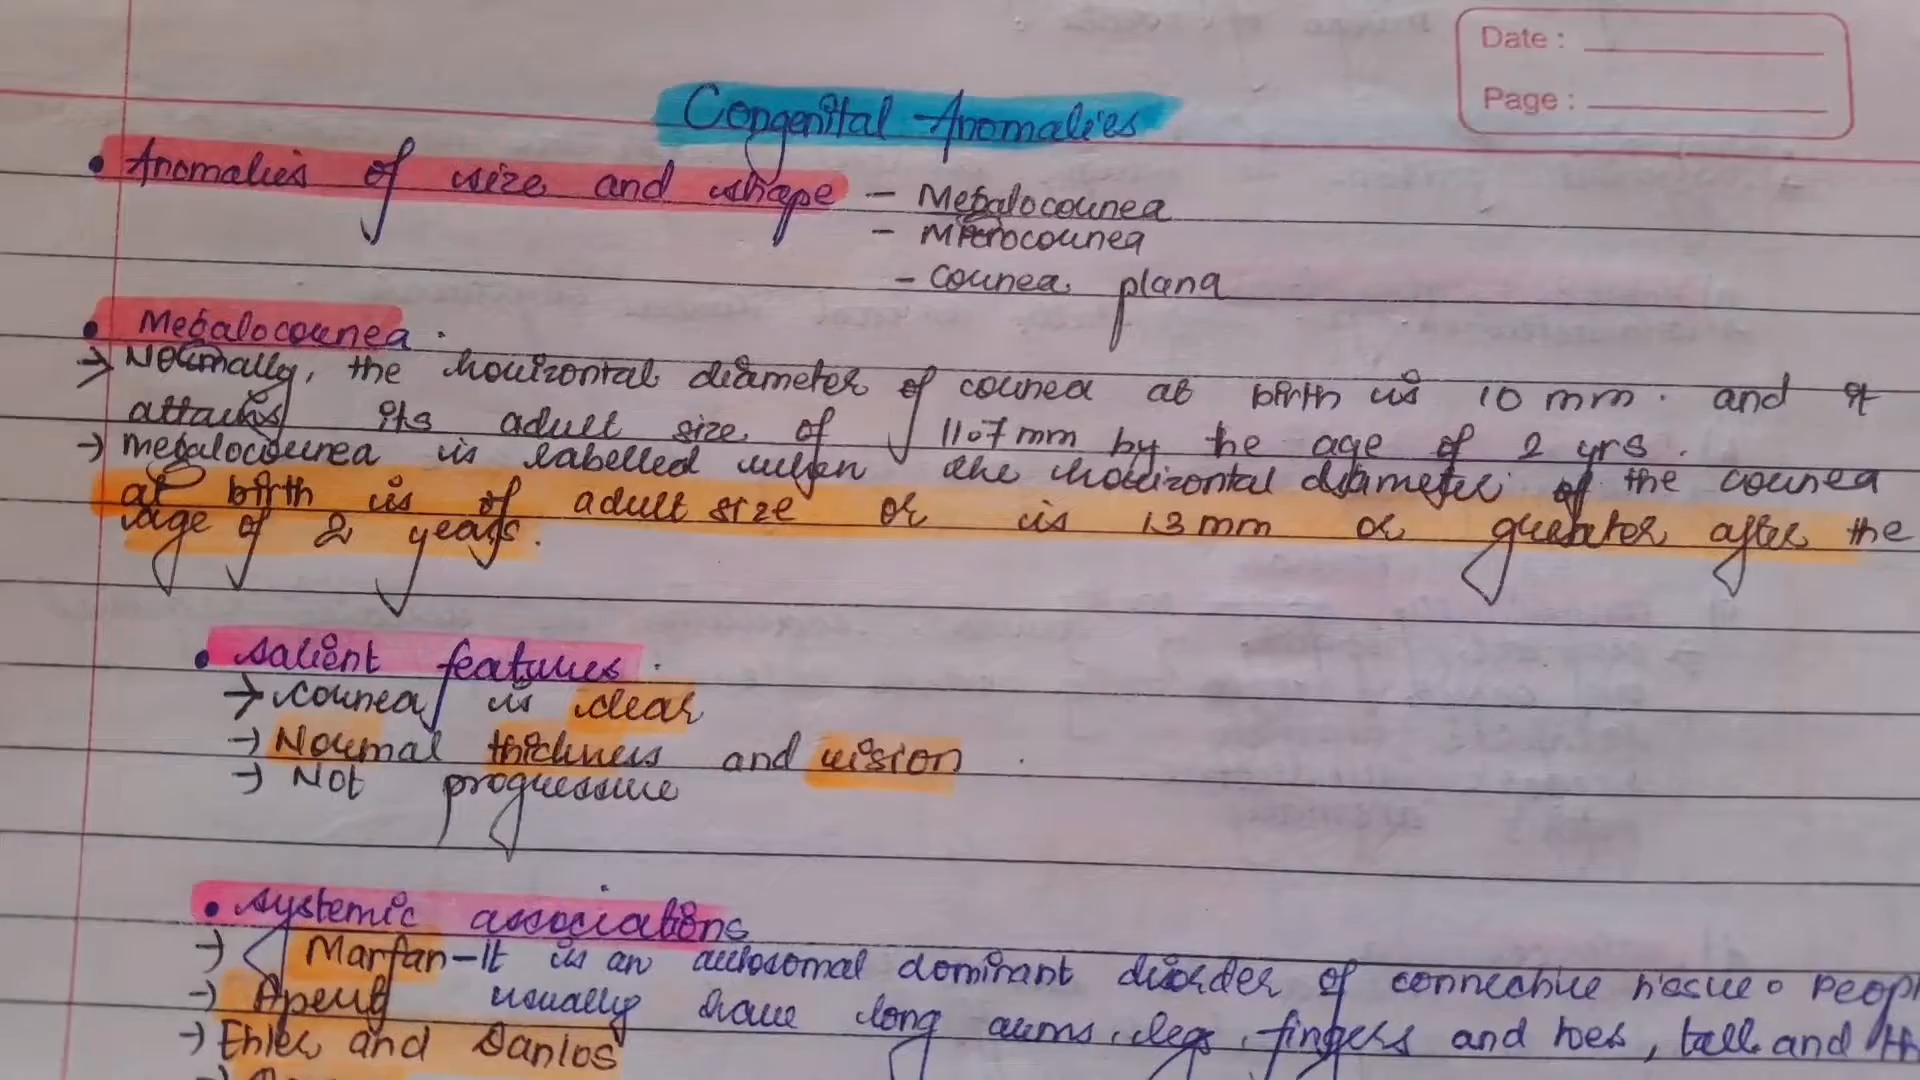 Date :
Page :
Congenital Anomalies
• Anomalies of size and shape - Megalocornea
- Microcornea
- cornea plana
• Megalocornea.
→ Normally, the horizontal diameter of cornea at birth is 10 mm. and it
attains its adult size of 11.7 mm by the age of 2 yrs.
→ megalocornea is labelled when the horizontal diameter of the cornea
at birth is of adult size or is 13 mm or greater after the
age of 2 years.
• salient features.
→ cornea is clear
→ Normal thickness and vision
→ Not progressive
• systemic associations
→ Marfan-It is an autosomal dominant disorder of connective tissue. Peopl
→ Apert usually have long arms, legs, fingers and toes, tall and th
→ Ehler and Danlos